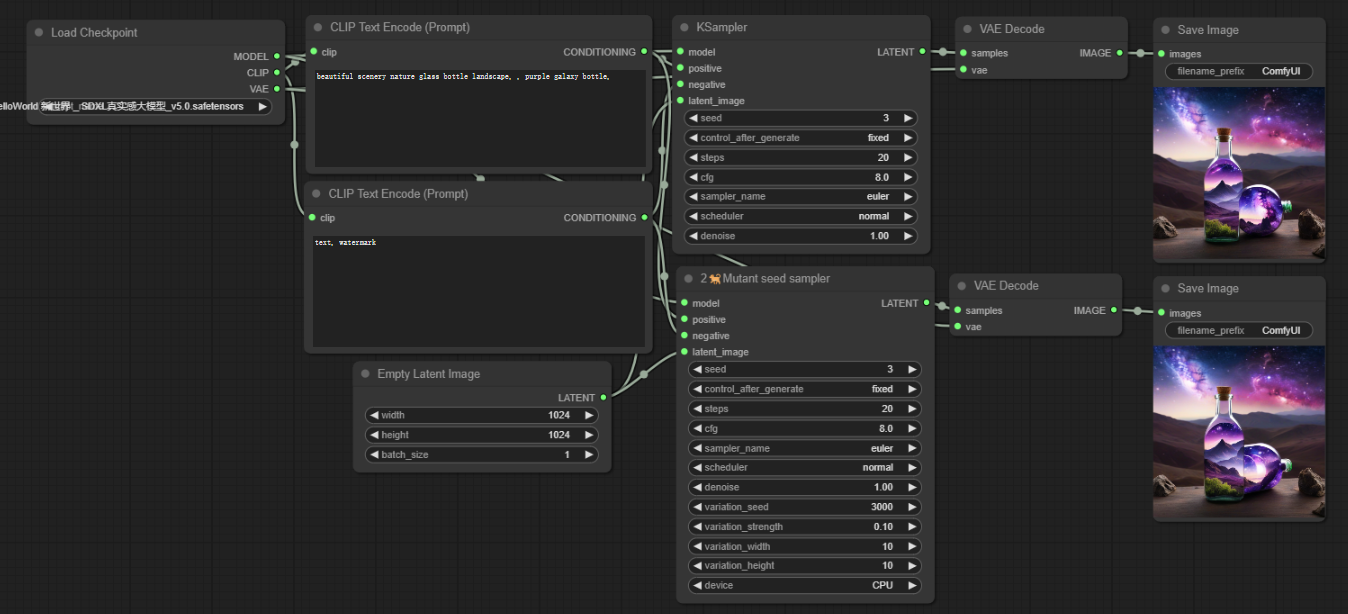 Load Checkpoint
MODEL
CLIP
VAE
SDXL真实感大模型_v5.0.safetensors
CLIP Text Encode (Prompt)
clip CONDITIONING
beautiful scenery nature glass bottle landscape, , purple galaxy bottle,
CLIP Text Encode (Prompt)
clip CONDITIONING
text, watermark
Empty Latent Image
LATENT
width 1024
height 1024
batch_size 1
KSampler
model LATENT
positive
negative
latent_image
seed 3
control_after_generate fixed
steps 20
cfg 8.0
sampler_name euler
scheduler normal
denoise 1.00
2🐈Mutant seed sampler
model LATENT
positive
negative
latent_image
seed 3
control_after_generate fixed
steps 20
cfg 8.0
sampler_name euler
scheduler normal
denoise 1.00
variation_seed 3000
variation_strength 0.10
variation_width 10
variation_height 10
device CPU
VAE Decode
samples IMAGE
vae
Save Image
images
filename_prefix ComfyUI
VAE Decode
samples IMAGE
vae
Save Image
images
filename_prefix ComfyUI